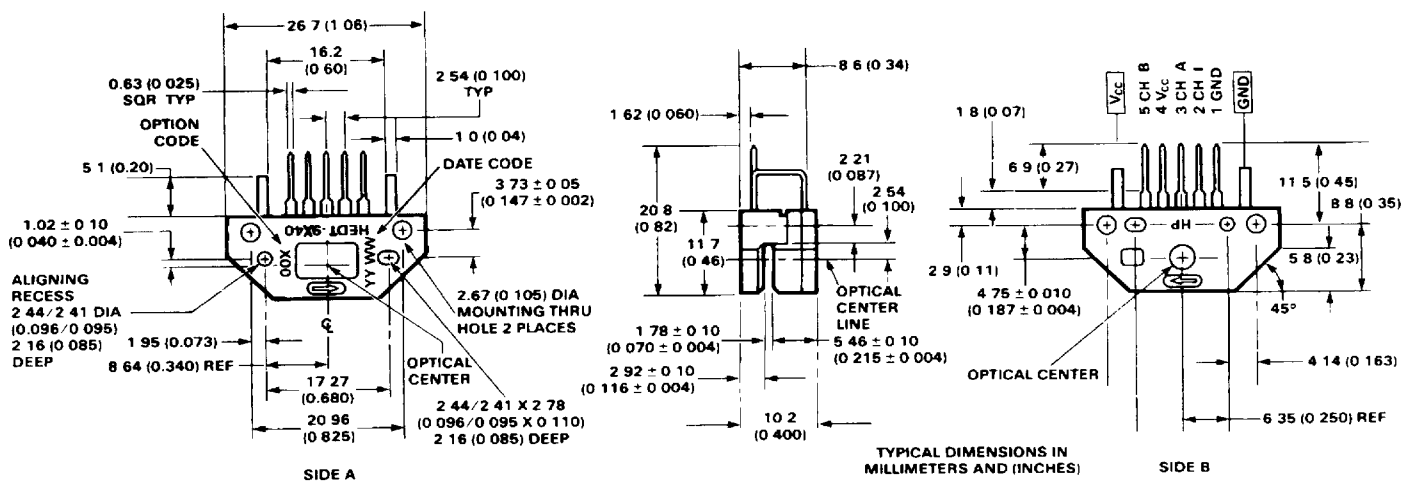 26 7 (1 06)
16.2
(0 60)
0.63 (0 025)
SQR TYP
2 54 (0 100)
TYP
OPTION
CODE
1 0 (0 04)
DATE CODE
5 1 (0.20)
3 73 ± 0 05
(0 147 ± 0 002)
1.02 ± 0 10
(0 040 ± 0 004)
HEDT-9X40
X00
YY WW
ALIGNING
RECESS
2 44/2 41 DIA
(0.096/0 095)
2 16 (0 085)
DEEP
2.67 (0 105) DIA
MOUNTING THRU
HOLE 2 PLACES
1 95 (0 073)
8 64 (0.340) REF
OPTICAL
CENTER
17 27
(0.680)
20 96
(0 825)
2 44/2 41 X 2 78
(0 096/0 095 X 0 110)
2 16 (0 085) DEEP
SIDE A
8 6 (0 34)
1 62 (0 060)
2 21
(0 087)
2 54
(0 100)
20 8
(0 82)
11 7
(0 46)
OPTICAL
CENTER
LINE
1 78 ± 0 10
(0 070 ± 0 004)
5 46 ± 0 10
(0 215 ± 0 004)
2 92 ± 0 10
(0 116 ± 0 004)
10 2
(0 400)
TYPICAL DIMENSIONS IN
MILLIMETERS AND (INCHES)
VCC
5 CH B
4 VCC
3 CH A
2 CH I
1 GND
GND
1 8 (0 07)
6 9 (0 27)
11 5 (0 45)
8 8 (0 35)
HP
2 9 (0 11)
5 8 (0 23)
4 75 ± 0 010
(0 187 ± 0 004)
45°
OPTICAL CENTER
4 14 (0 163)
6 35 (0 250) REF
SIDE B